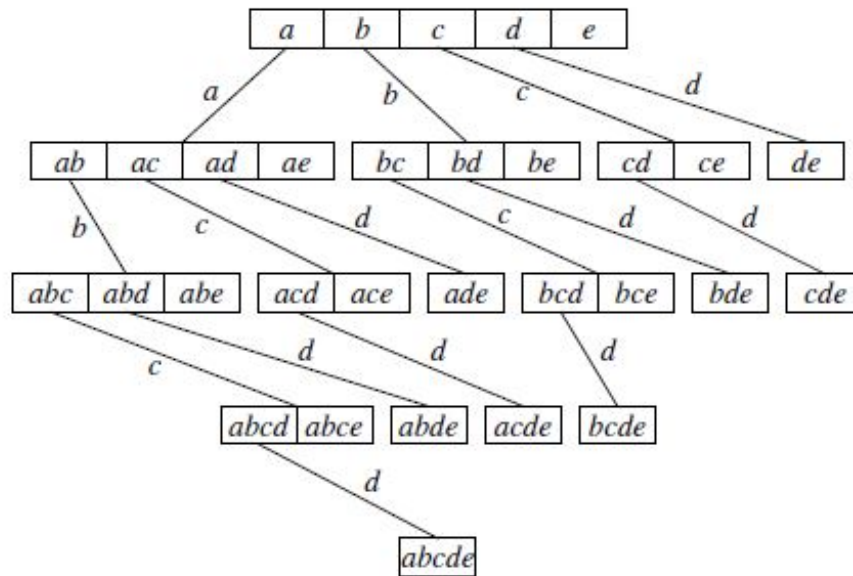 a b c d e
a b c d
ab ac ad ae bc bd be cd ce de
b c d c d d
abc abd abe acd ace ade bcd bce bde cde
c d d d
abcd abce abde acde bcde
d
abcde